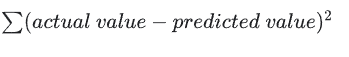 ∑(actual value − predicted value)²